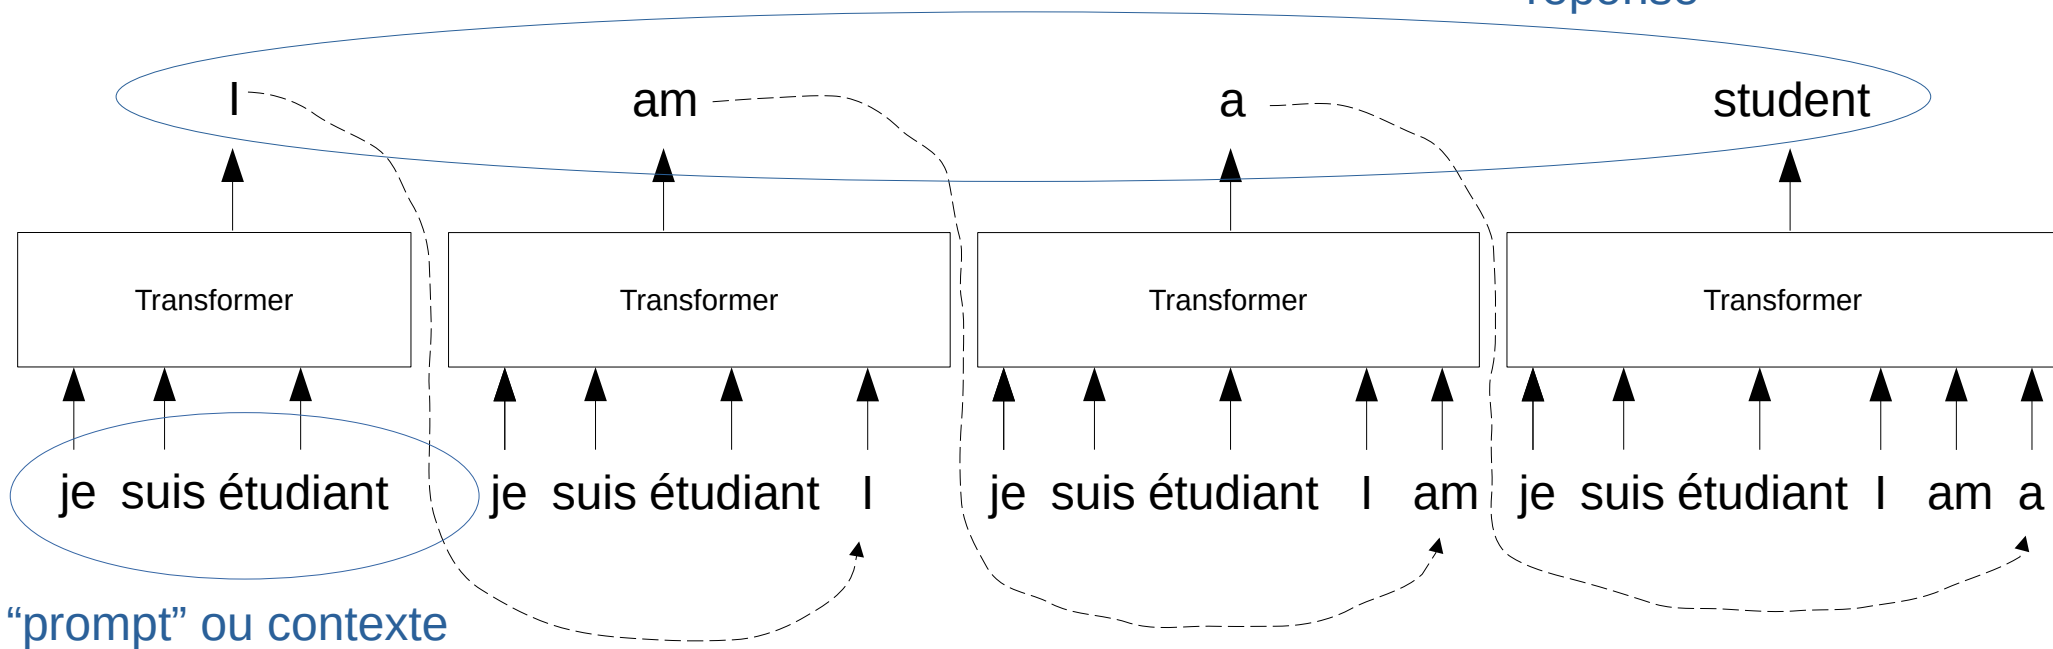 réponse
I am a student
Transformer Transformer Transformer Transformer
je suis étudiant je suis étudiant I je suis étudiant I am je suis étudiant I am a
“prompt” ou contexte